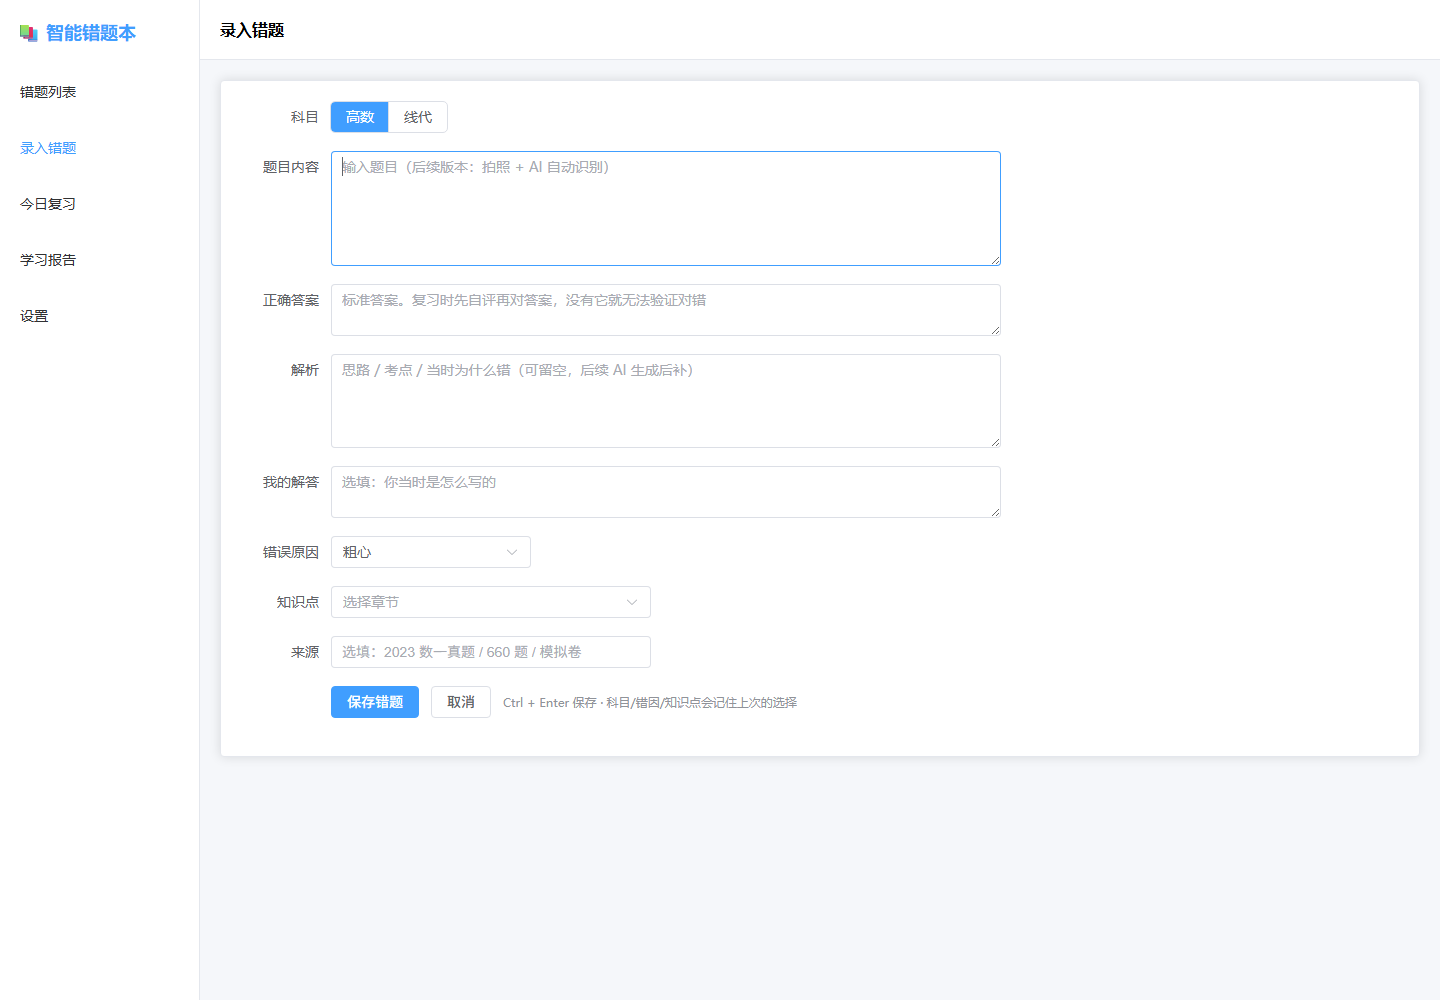 智能错题本
错题列表
录入错题
今日复习
学习报告
设置
录入错题
科目 高数 线代
题目内容 输入题目（后续版本：拍照 + AI 自动识别）
正确答案 标准答案。复习时先自评再对答案，没有它就无法验证对错
解析 思路 / 考点 / 当时为什么错（可留空，后续 AI 生成后补）
我的解答 选填：你当时是怎么写的
错误原因 粗心
知识点 选择章节
来源 选填：2023 数一真题 / 660 题 / 模拟卷
保存错题 取消 Ctrl + Enter 保存 · 科目/错因/知识点会记住上次的选择